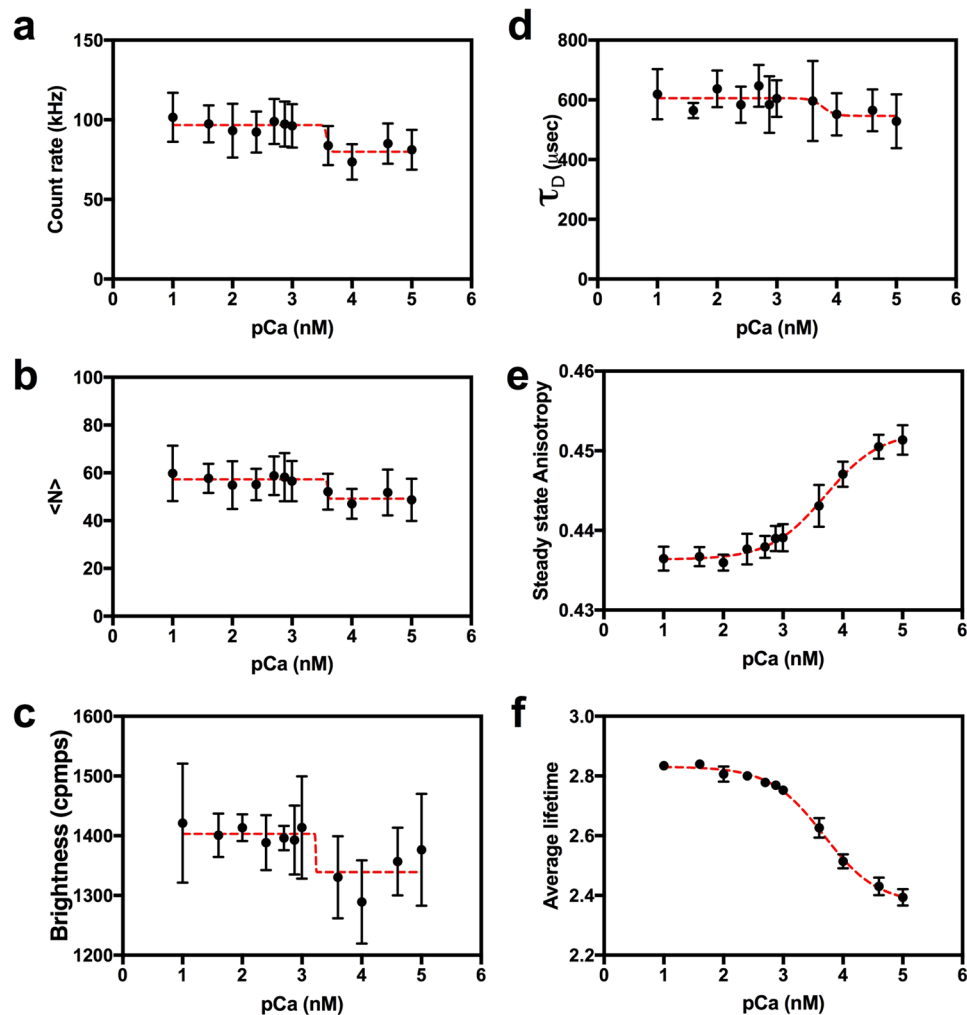 a
150
100
50
0
Count rate (kHz)
0 1 2 3 4 5 6
pCa (nM)
d
800
600
400
200
0
τD (μsec)
0 1 2 3 4 5 6
pCa (nM)
b
100
80
60
40
20
0
<N>
0 1 2 3 4 5 6
pCa (nM)
e
0.46
0.45
0.44
0.43
Steady state Anisotropy
0 1 2 3 4 5 6
pCa (nM)
c
1600
1500
1400
1300
1200
Brightness (cpmps)
0 1 2 3 4 5 6
pCa (nM)
f
3.0
2.8
2.6
2.4
2.2
Average lifetime
0 1 2 3 4 5 6
pCa (nM)